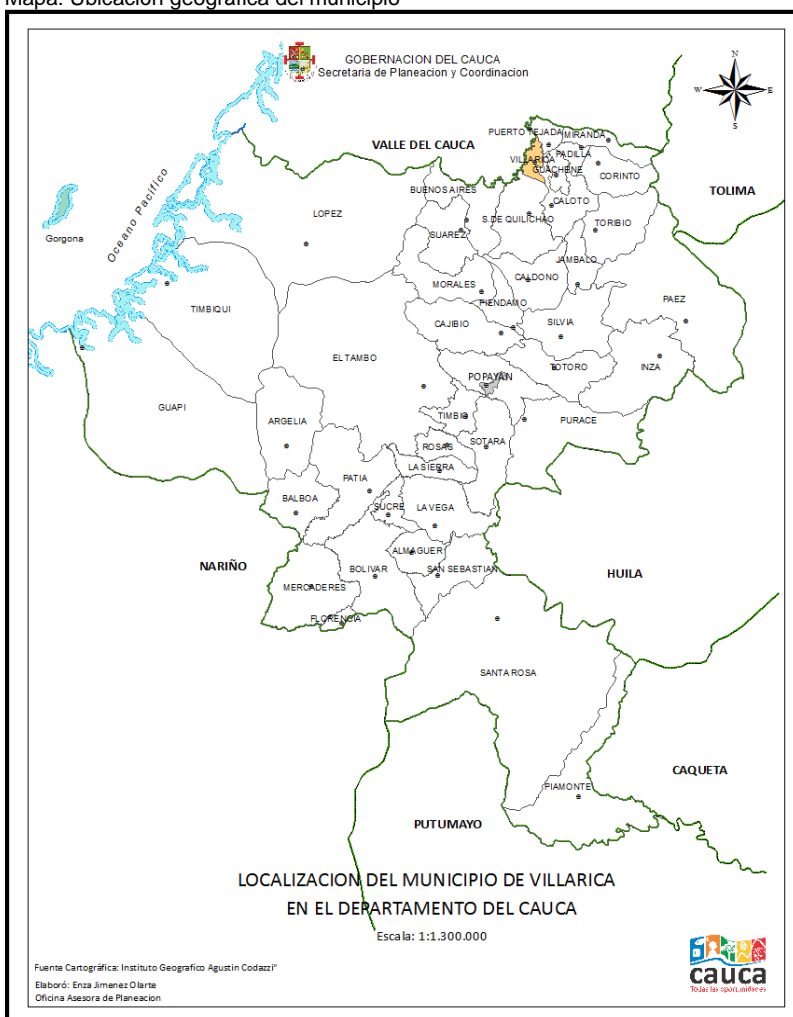 Mapa: Ubicación geográfica del municipio
GOBERNACION DEL CAUCA
Secretaria de Planeacion y Coordinacion
N
W
E
S
PUERTO TEJADA
MIRANDA
VALLE DEL CAUCA
PADILLA
VILLARICA
GUACHENE
CORINTO
BUENOS AIRES
TOLIMA
CALOTO
LOPEZ
S.DE QUILICHAO
TORIBIO
SUAREZ
Gorgona
Oceano Pacifico
JAMBALO
CALDONO
MORALES
PIENDAMO
PAEZ
TIMBIQUI
CAJIBIO
SILVIA
EL TAMBO
TOTORO
INZA
POPAYAN
GUAPI
ARGELIA
TIMBIO
PURACE
ROSAS
SOTARA
LA SIERRA
PATIA
BALBOA
SUCRE
LA VEGA
ALMAGUER
NARIÑO
BOLIVAR
SAN SEBASTIAN
HUILA
MERCADERES
FLORENCIA
SANTA ROSA
CAQUETA
PIAMONTE
PUTUMAYO
LOCALIZACION DEL MUNICIPIO DE VILLARICA
EN EL DEPARTAMENTO DEL CAUCA
Escala: 1:1.300.000
Fuente Cartográfica: Instituto Geografico Agustin Codazzi"
Elaboró: Enza Jimenez Olarte
Oficina Asesora de Planeacion
cauca
Todas las oportunidades